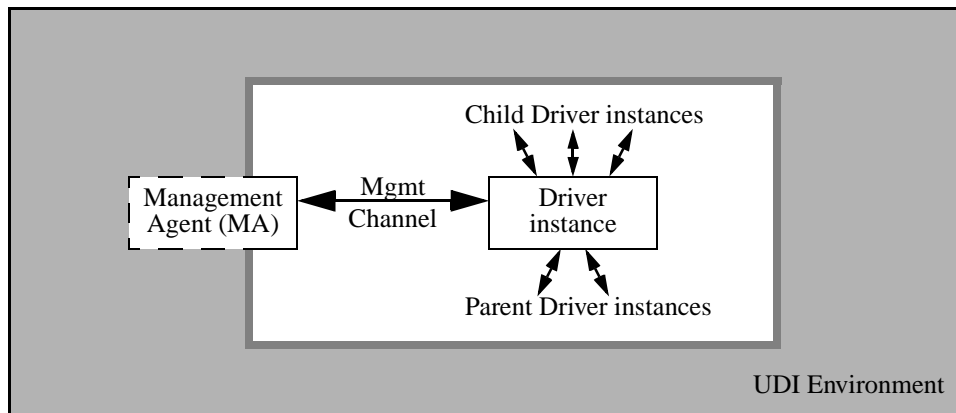 Child Driver instances
Management
Agent (MA)
Mgmt
Channel
Driver
instance
Parent Driver instances
UDI Environment